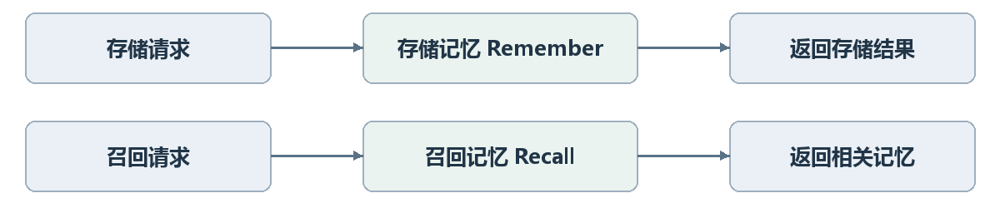 存储请求
存储记忆 Remember
返回存储结果
召回请求
召回记忆 Recall
返回相关记忆